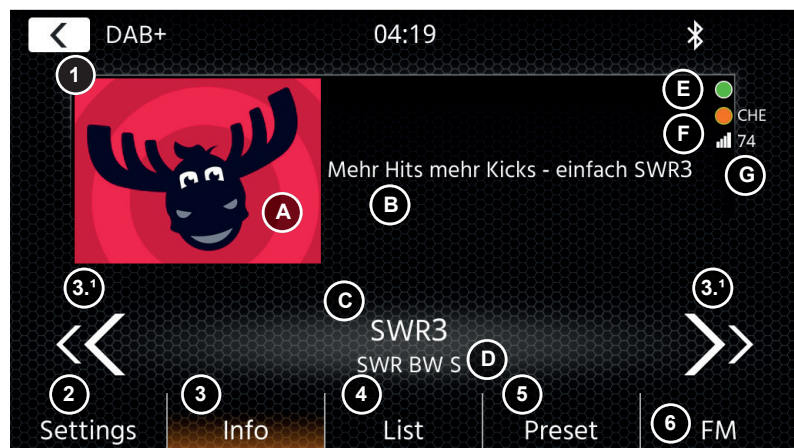 DAB+ 04:19
1
E
CHE
F 74
G
Mehr Hits mehr Kicks - einfach SWR3
A
B
3.¹ 3.¹
C
SWR3
SWR BW S D
2 3 4 5
Settings Info List Preset 6 FM